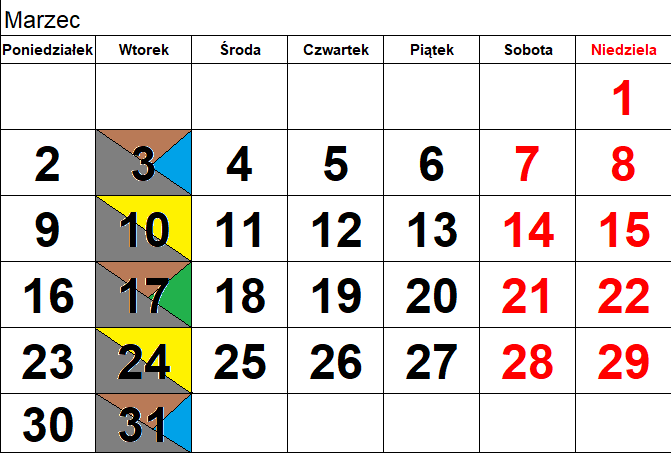 Marzec
Poniedziałek Wtorek Środa Czwartek Piątek Sobota Niedziela
1
2 3 4 5 6 7 8
9 10 11 12 13 14 15
16 17 18 19 20 21 22
23 24 25 26 27 28 29
30 31